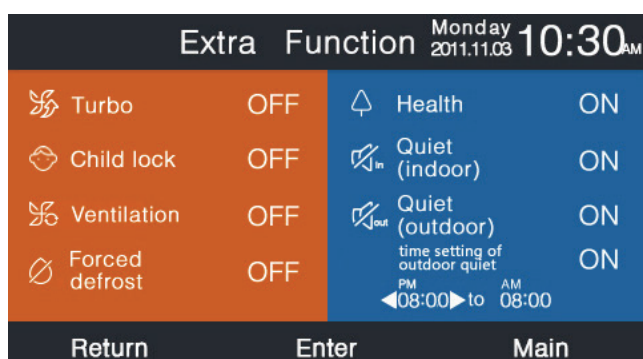 Extra Function
Monday
2011.11.03
10:30AM
Turbo OFF
Child lock OFF
Ventilation OFF
Forced
defrost OFF
Health ON
In
Quiet
(indoor) ON
out
Quiet
(outdoor) ON
time setting of
outdoor quiet ON
PM AM
08:00 to 08:00
Return Enter Main